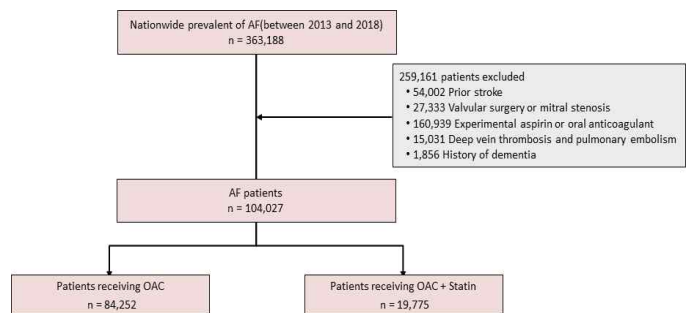 Nationwide prevalent of AF(between 2013 and 2018)
n = 363,188
259,161 patients excluded
• 54,002 Prior stroke
• 27,333 Valvular surgery or mitral stenosis
• 160,939 Experimental aspirin or oral anticoagulant
• 15,031 Deep vein thrombosis and pulmonary embolism
• 1,856 History of dementia
AF patients
n = 104,027
Patients receiving OAC
n = 84,252
Patients receiving OAC + Statin
n = 19,775